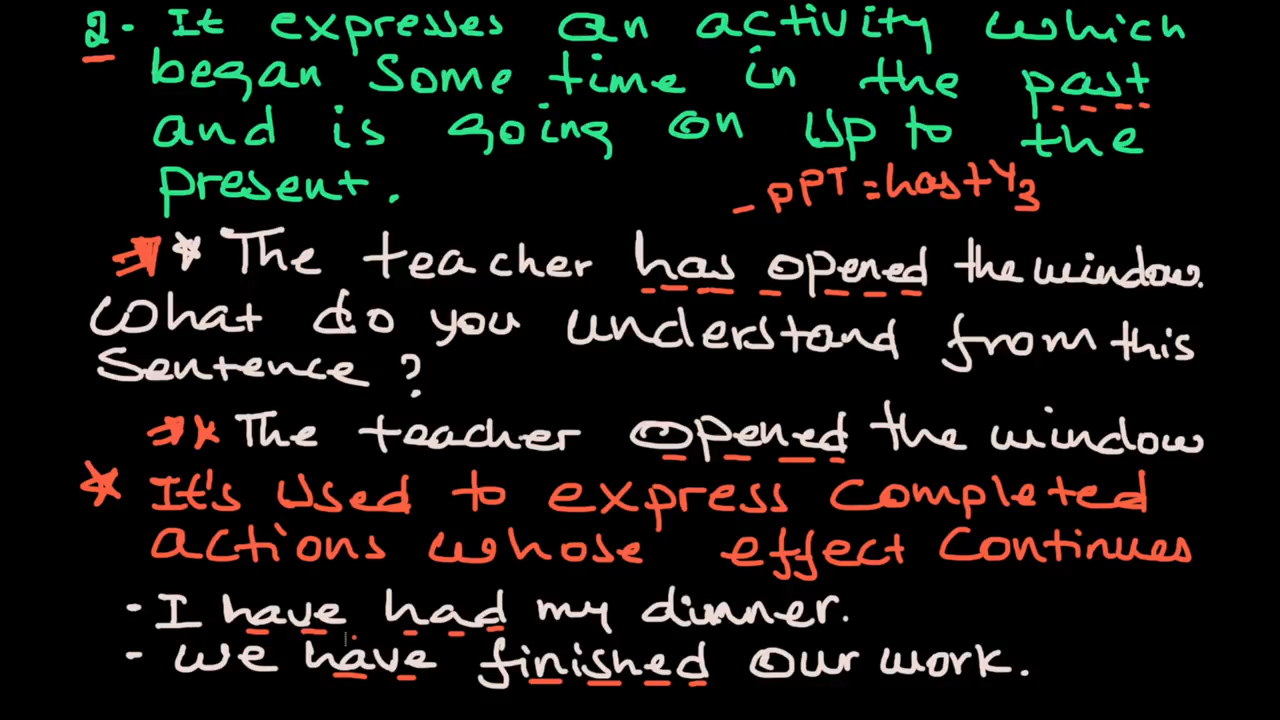 2. It expresses an activity which
began some time in the past
and is going on up to the
present.
- PPT = has + V3
⇒ * The teacher has opened the window.
What do you understand from this
sentence?
⇒ * The teacher opened the window
* It's used to express completed
actions whose effect continues
- I have had my dinner.
- We have finished our work.